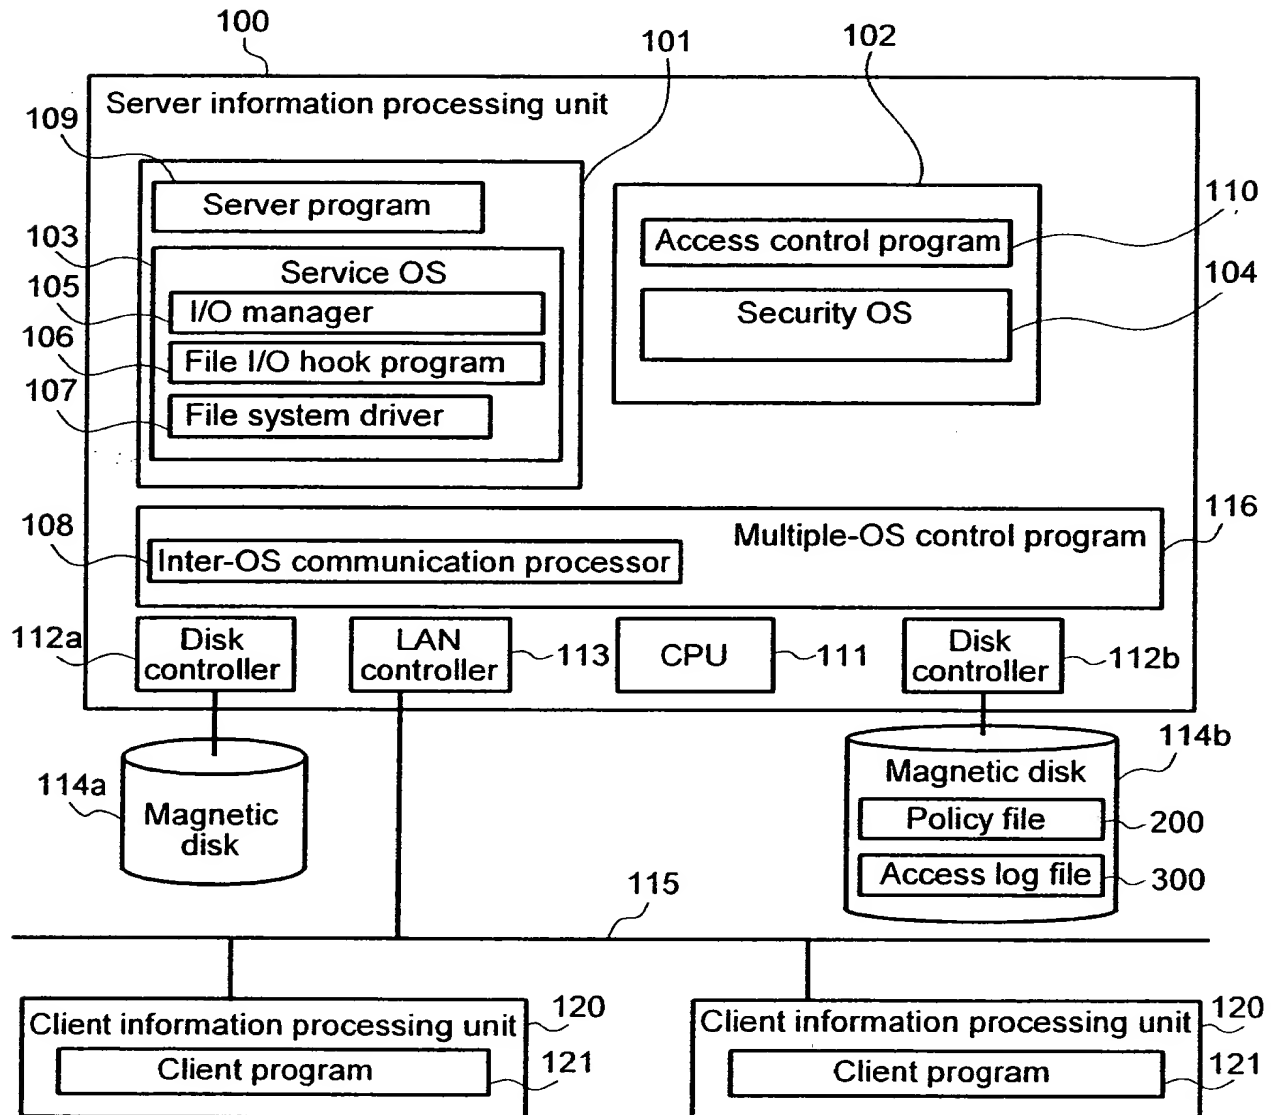 100
101
102
Server information processing unit
109
Server program
110
Access control program
103
Service OS
104
105
I/O manager
Security OS
106
File I/O hook program
107
File system driver
108
Multiple-OS control program
116
Inter-OS communication processor
112a
Disk
controller
LAN
controller
113
CPU
111
Disk
controller
112b
114a
Magnetic
disk
114b
Magnetic disk
Policy file
200
Access log file
300
115
Client information processing unit
120
Client program
121
Client information processing unit
120
Client program
121